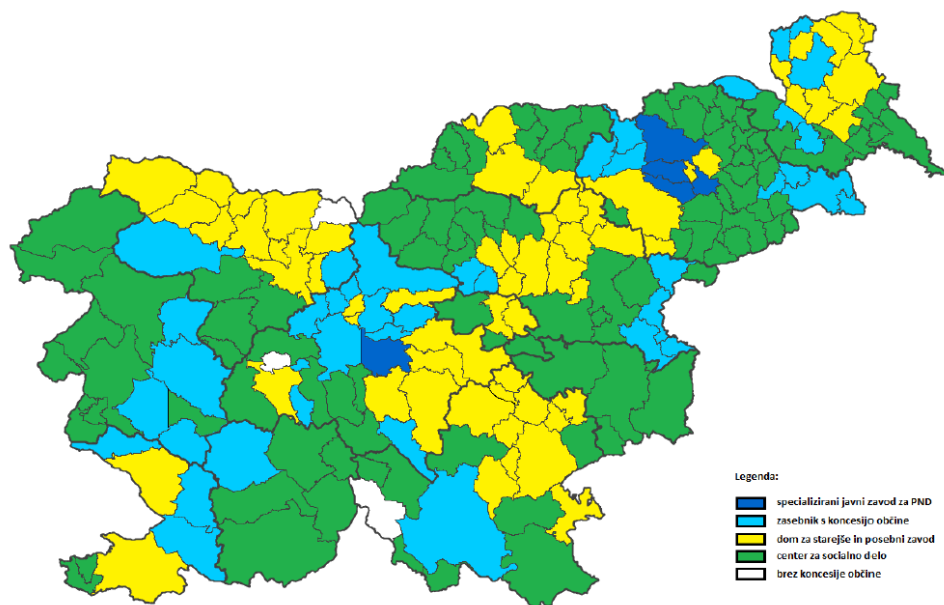 Legenda:
specializirani javni zavod za PND
zasebnik s koncesijo občine
dom za starejše in posebni zavod
center za socialno delo
brez koncesije občine